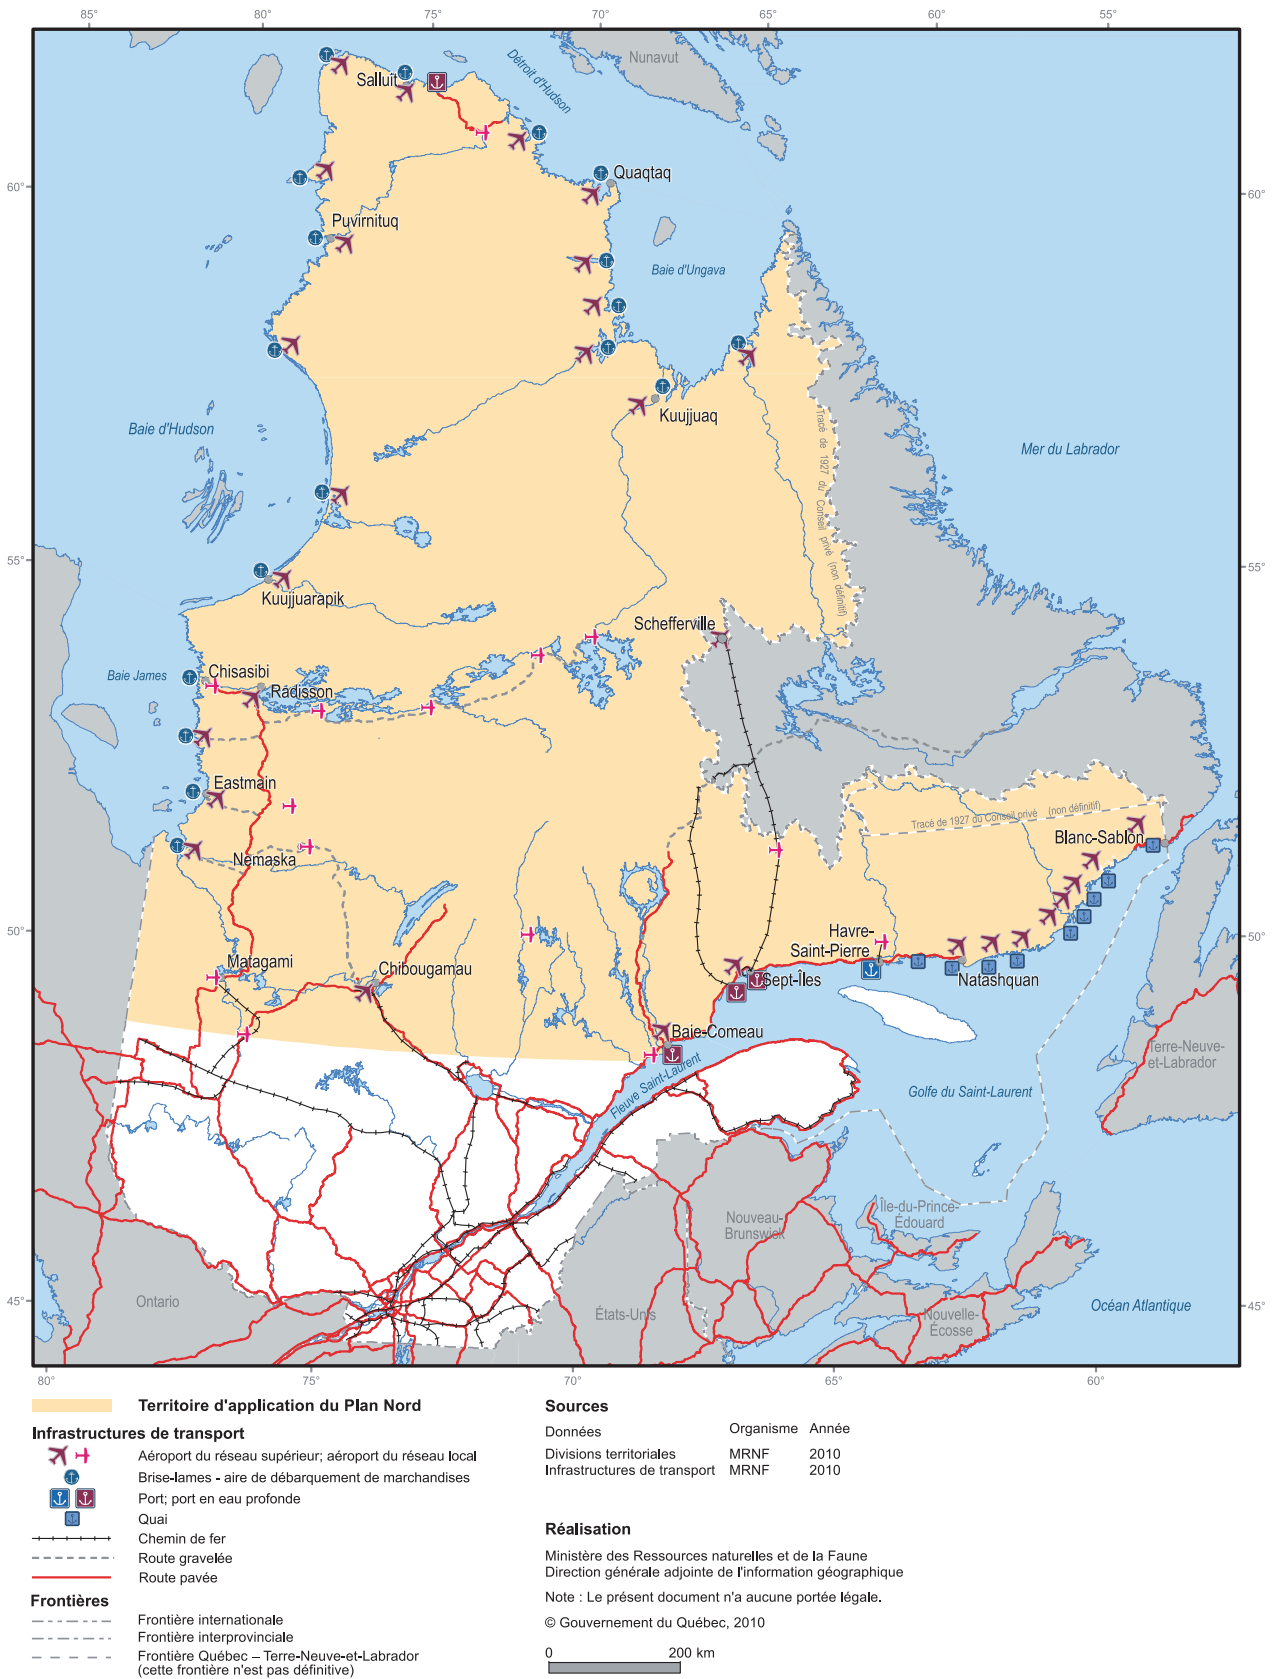 85°
80°
75°
70°
65°
60°
55°
Nunavut
Détroit d'Hudson
Salluit
60°
60°
Quaqtaq
Puvirnituq
Baie d'Ungava
Kuujjuaq
Baie d'Hudson
Mer du Labrador
Tracé de 1927 du Conseil privé (non définitif)
55°
55°
Kuujjuarapik
Schefferville
Baie James
Chisasibi
Radisson
Eastmain
Tracé de 1927 du Conseil privé (non définitif)
Blanc-Sablon
Nemaska
50°
50°
Havre-
Saint-Pierre
Matagami
Chibougamau
Sept-Îles
Natashquan
Baie-Comeau
Terre-Neuve-
et-Labrador
Fleuve Saint-Laurent
Golfe du Saint-Laurent
Nouveau-
Brunswick
Île-du-Prince-
Édouard
45°
45°
Ontario
États-Unis
Nouvelle-
Écosse
Océan Atlantique
80°
75°
70°
65°
60°
Territoire d'application du Plan Nord
Infrastructures de transport
Aéroport du réseau supérieur; aéroport du réseau local
Brise-lames - aire de débarquement de marchandises
Port; port en eau profonde
Quai
Chemin de fer
Route gravelée
Route pavée
Frontières
Frontière internationale
Frontière interprovinciale
Frontière Québec – Terre-Neuve-et-Labrador
(cette frontière n'est pas définitive)
Sources
Données Organisme Année
Divisions territoriales MRNF 2010
Infrastructures de transport MRNF 2010
Réalisation
Ministère des Ressources naturelles et de la Faune
Direction générale adjointe de l'information géographique
Note : Le présent document n'a aucune portée légale.
© Gouvernement du Québec, 2010
0 200 km